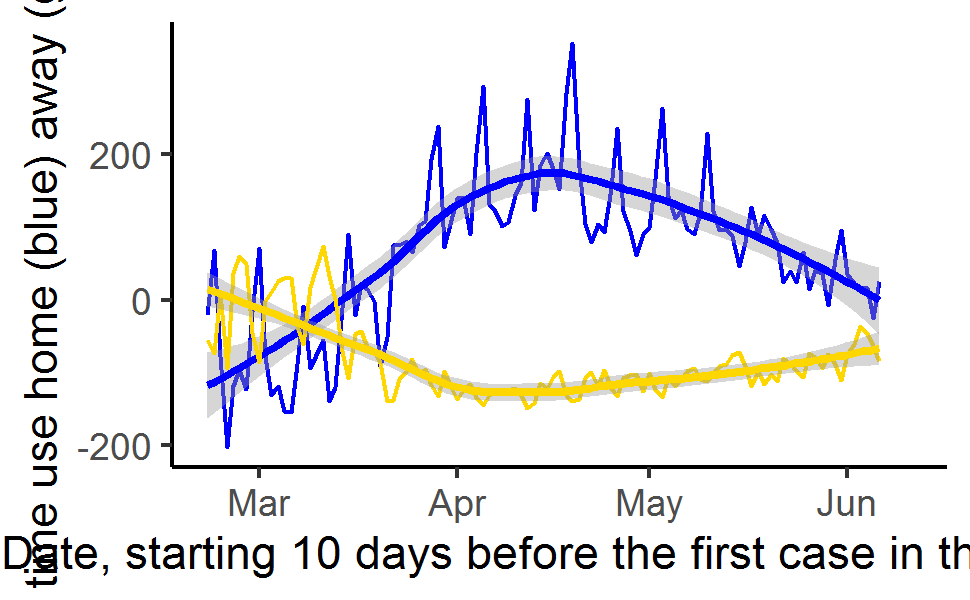 time use home (blue) away (
200
0
-200
Mar Apr May Jun
Date, starting 10 days before the first case in th